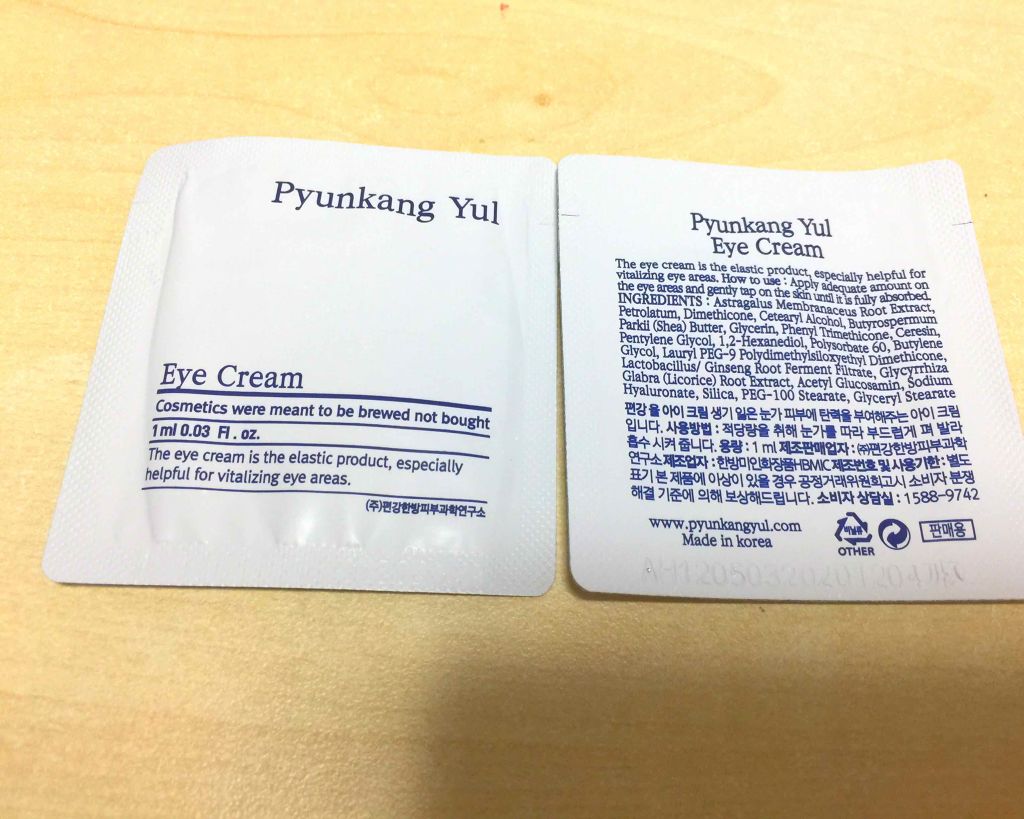 Pyunkang Yul
Eye Cream
Cosmetics were meant to be brewed not bought
1 ml 0.03 Fl . oz.
The eye cream is the elastic product, especially
helpful for vitalizing eye areas.
(주)편강한방피부과학연구소
Pyunkang Yul
Eye Cream
The eye cream is the elastic product, especially helpful for
vitalizing eye areas. How to use : Apply adequate amount on
the eye areas and gently tap on the skin until it is fully absorbed.
INGREDIENTS : Astragalus Membranaceus Root Extract,
Petrolatum, Dimethicone, Cetearyl Alcohol, Butyrospermum
Parkii (Shea) Butter, Glycerin, Phenyl Trimethicone, Ceresin,
Pentylene Glycol, 1,2-Hexanediol, Polysorbate 60, Butylene
Glycol, Lauryl PEG-9 Polydimethylsiloxyethyl Dimethicone,
Lactobacillus/ Ginseng Root Ferment Filtrate, Glycyrrhiza
Glabra (Licorice) Root Extract, Acetyl Glucosamin, Sodium
Hyaluronate, Silica, PEG-100 Stearate, Glyceryl Stearate
편강 율 아이 크림 생기 잃은 눈가 피부에 탄력을 부여해주는 아이 크림
입니다. 사용방법 : 적당량을 취해 눈가를 따라 부드럽게 펴 발라
흡수 시켜 줍니다. 용량 : 1 ml 제조판매업자 : ㈜편강한방피부과학
연구소 제조업자 : 한방미인화장품HBMIC 제조번호 및 사용기한 : 별도
표기 본 제품에 이상이 있을 경우 공정거래위원회고시 소비자 분쟁
해결 기준에 의해 보상해드립니다. 소비자 상담실 : 1588-9742
www.pyunkangyul.com
Made in korea
OTHER
판매용